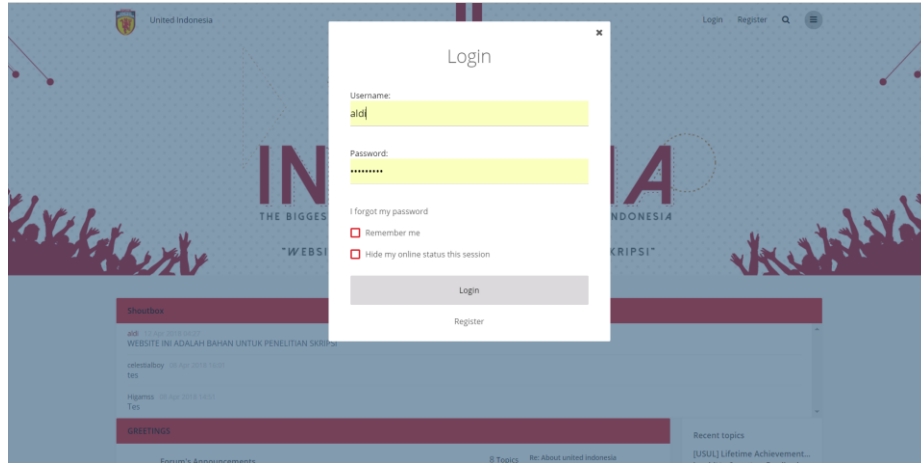 United Indonesia
Login Register
Login
Username:
aldi
Password:
•••••••••
I forgot my password
Remember me
Hide my online status this session
Login
Register
IN
IA
THE BIGGES
NDONESIA
"WEBSI
KRIPSI"
Shoutbox
aldi
WEBSITE INI ADALAH BAHAN UNTUK PENELITIAN SKRIPSI
celestialboy
tes
Higamss
Tes
GREETINGS
Recent topics
Forum's Announcements
8 Topics
Re: About united indonesia
[USUL] Lifetime Achievement...